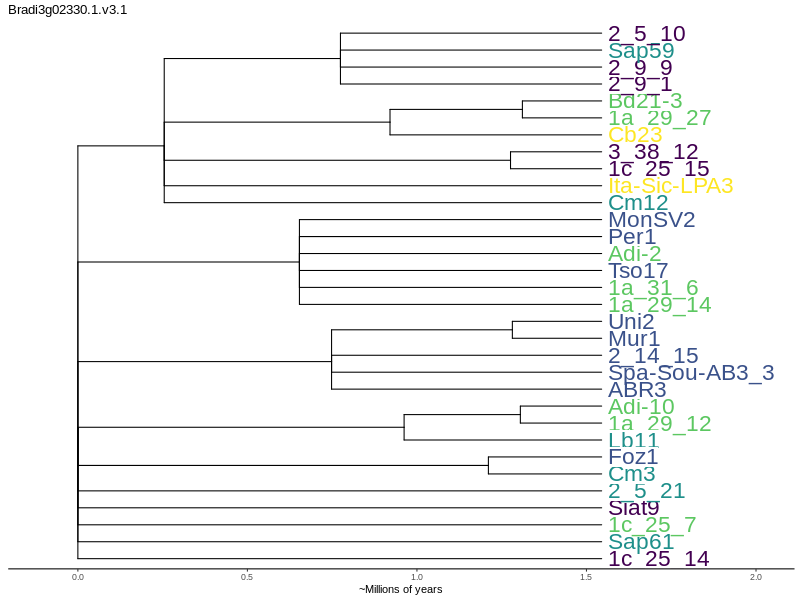 Bradi3g02330.1.v3.1
2_5_10
Sap59
2_9_9
2_9_1
Bd21-3
1a_29_27
Cb23
3_38_12
1c_25_15
Ita-Sic-LPA3
Cm12
MonSV2
Per1
Adi-2
Tso17
1a_31_6
1a_29_14
Uni2
Mur1
2_14_15
Spa-Sou-AB3_3
ABR3
Adi-10
1a_29_12
Lb11
Foz1
Cm3
2_5_21
Siat9
1c_25_7
Sap61
1c_25_14
0.0 0.5 1.0 1.5 2.0
~Millions of years